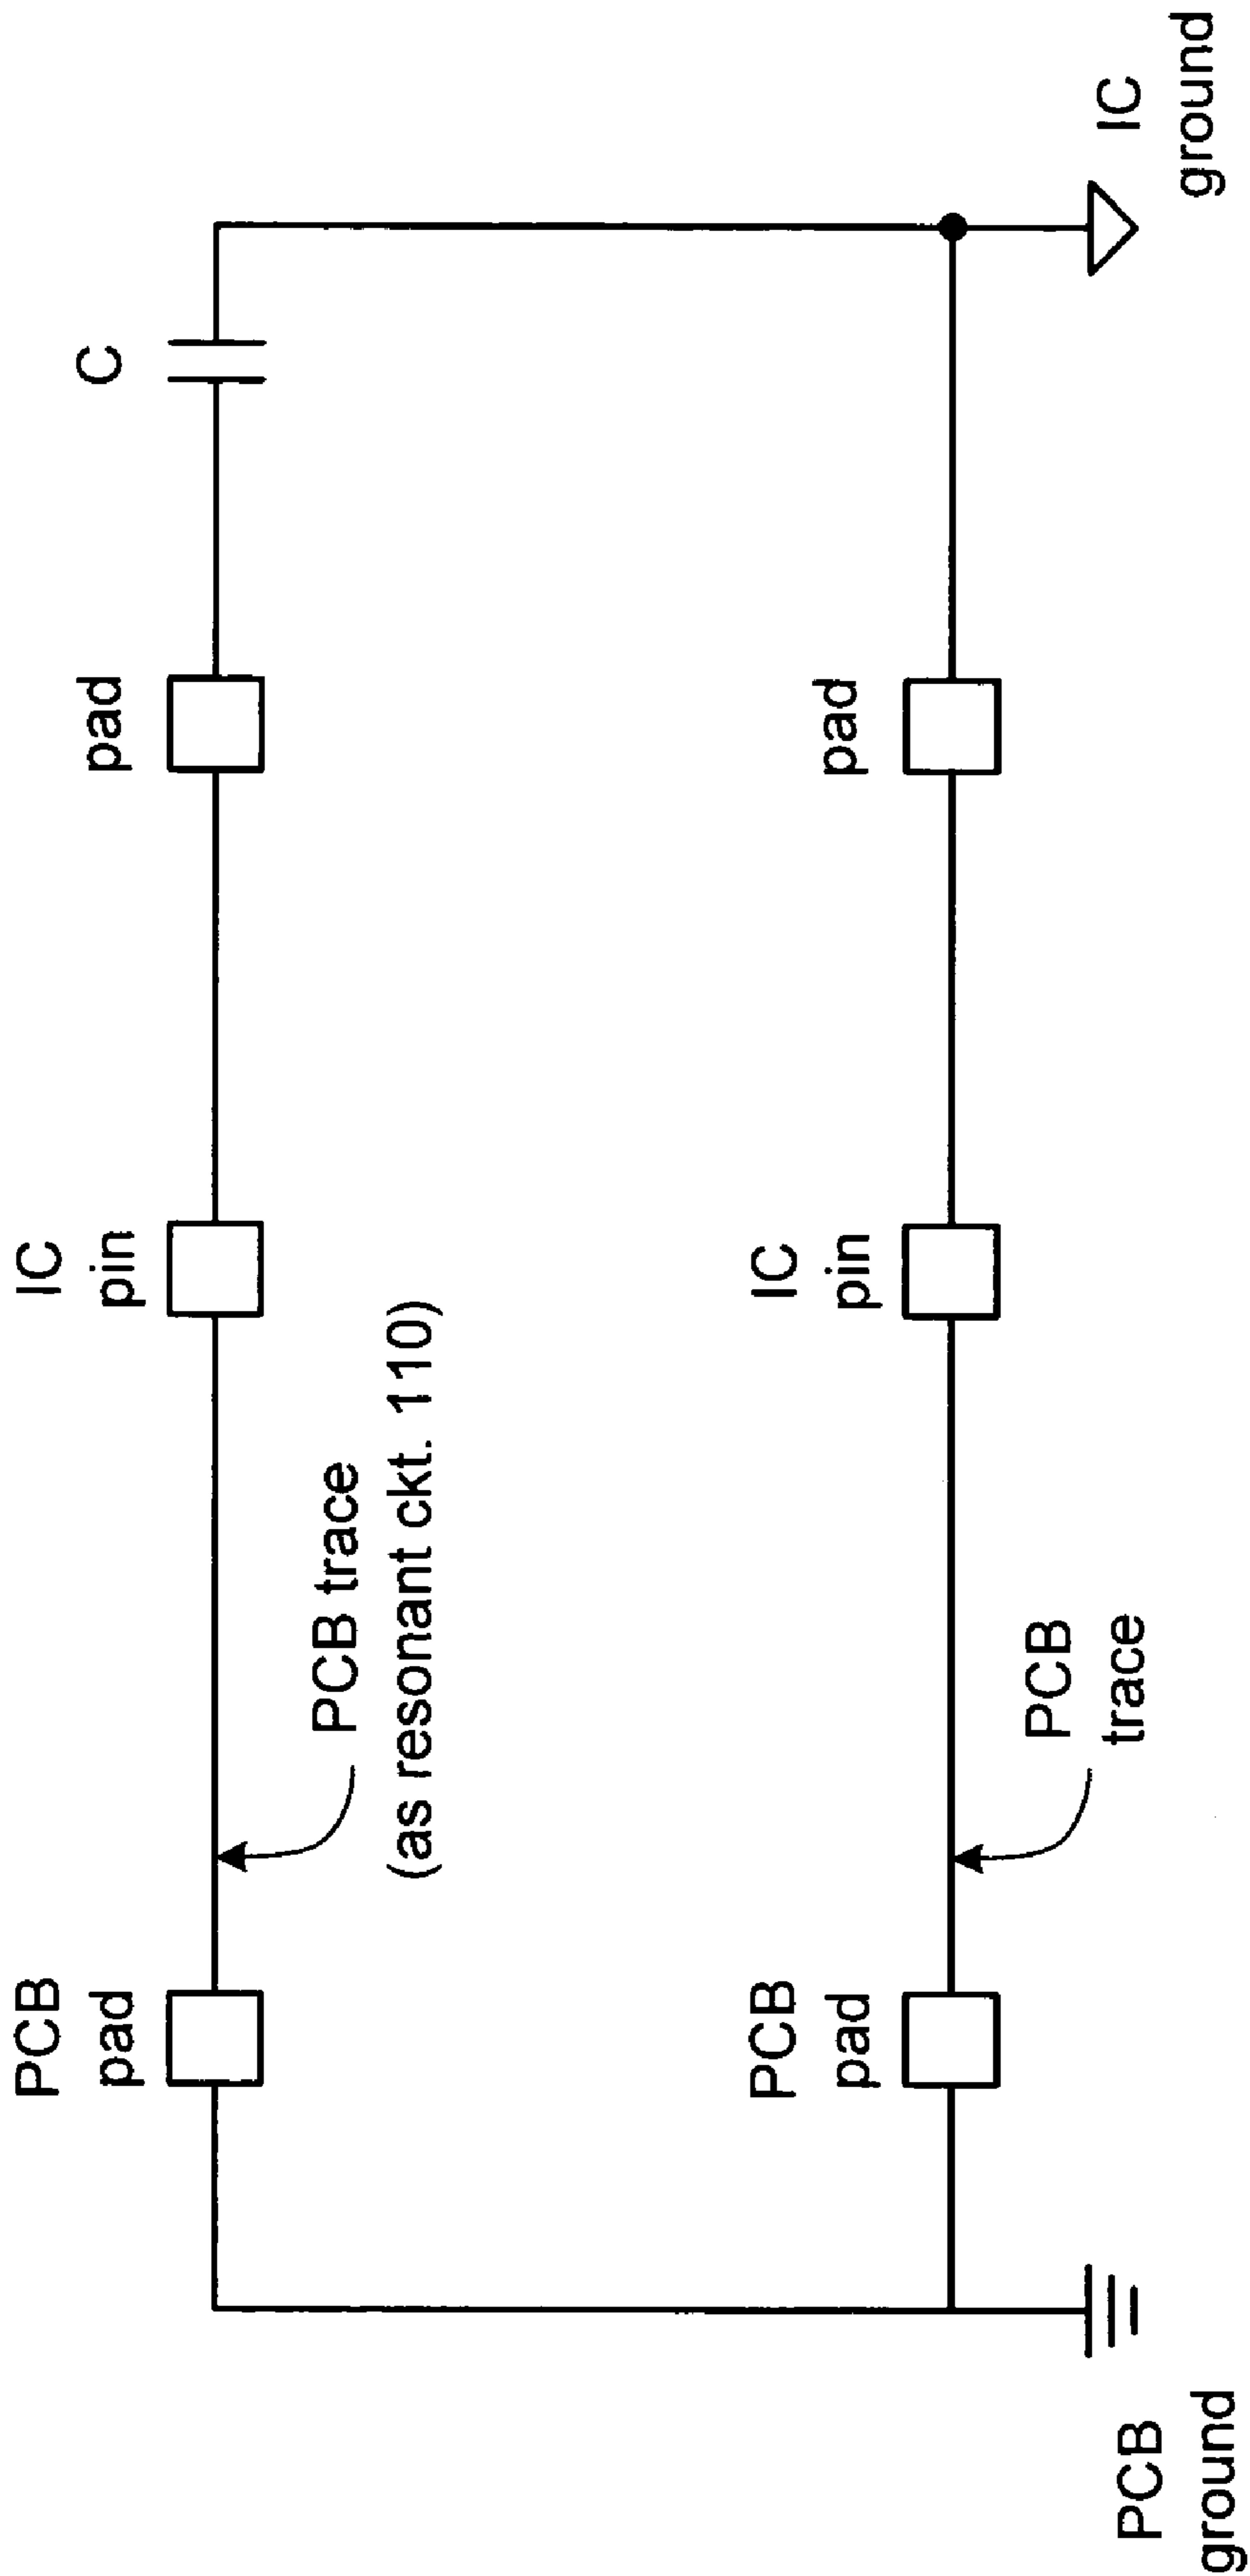 PCB
pad
IC
pin
pad
C
PCB trace
(as resonant ckt. 110)
PCB
pad
IC
pin
pad
PCB
trace
PCB
ground
IC
ground